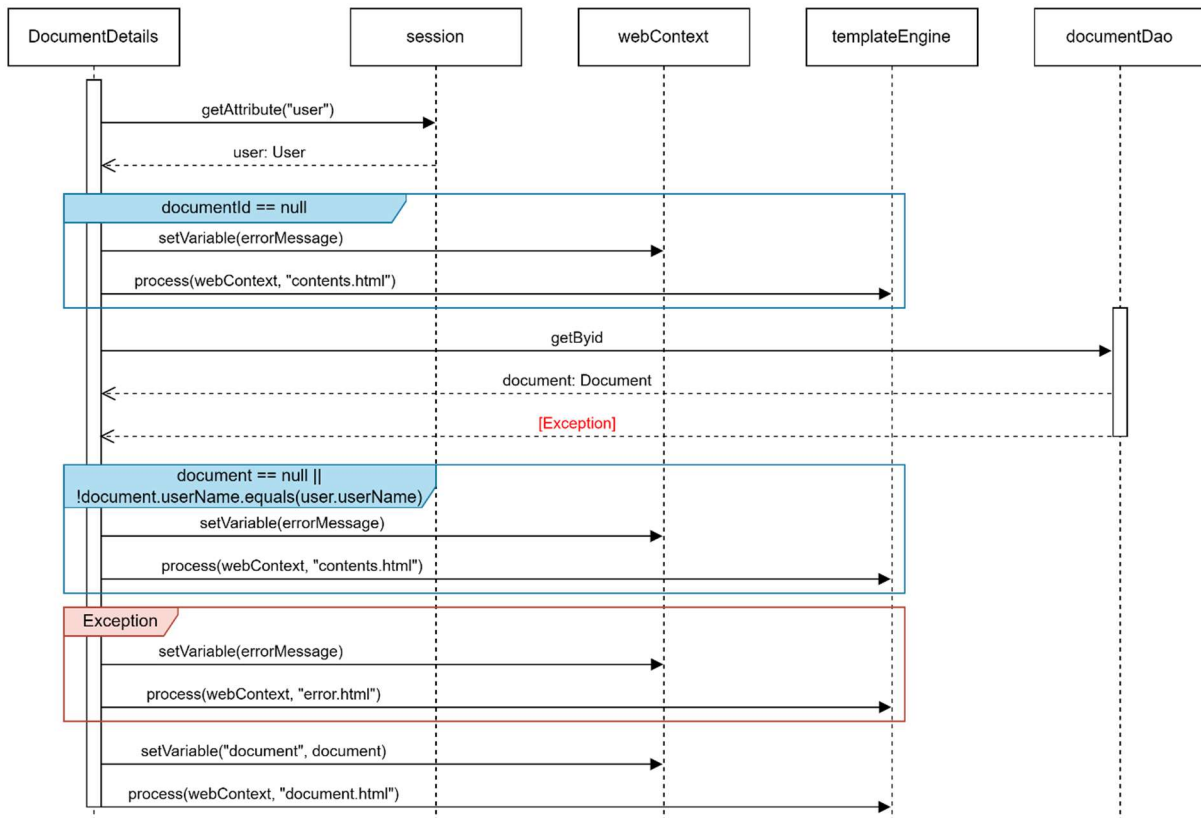 DocumentDetails
session
webContext
templateEngine
documentDao
getAttribute("user")
user: User
documentId == null
setVariable(errorMessage)
process(webContext, "contents.html")
getByid
document: Document
[Exception]
document == null ||
!document.userName.equals(user.userName)
setVariable(errorMessage)
process(webContext, "contents.html")
Exception
setVariable(errorMessage)
process(webContext, "error.html")
setVariable("document", document)
process(webContext, "document.html")